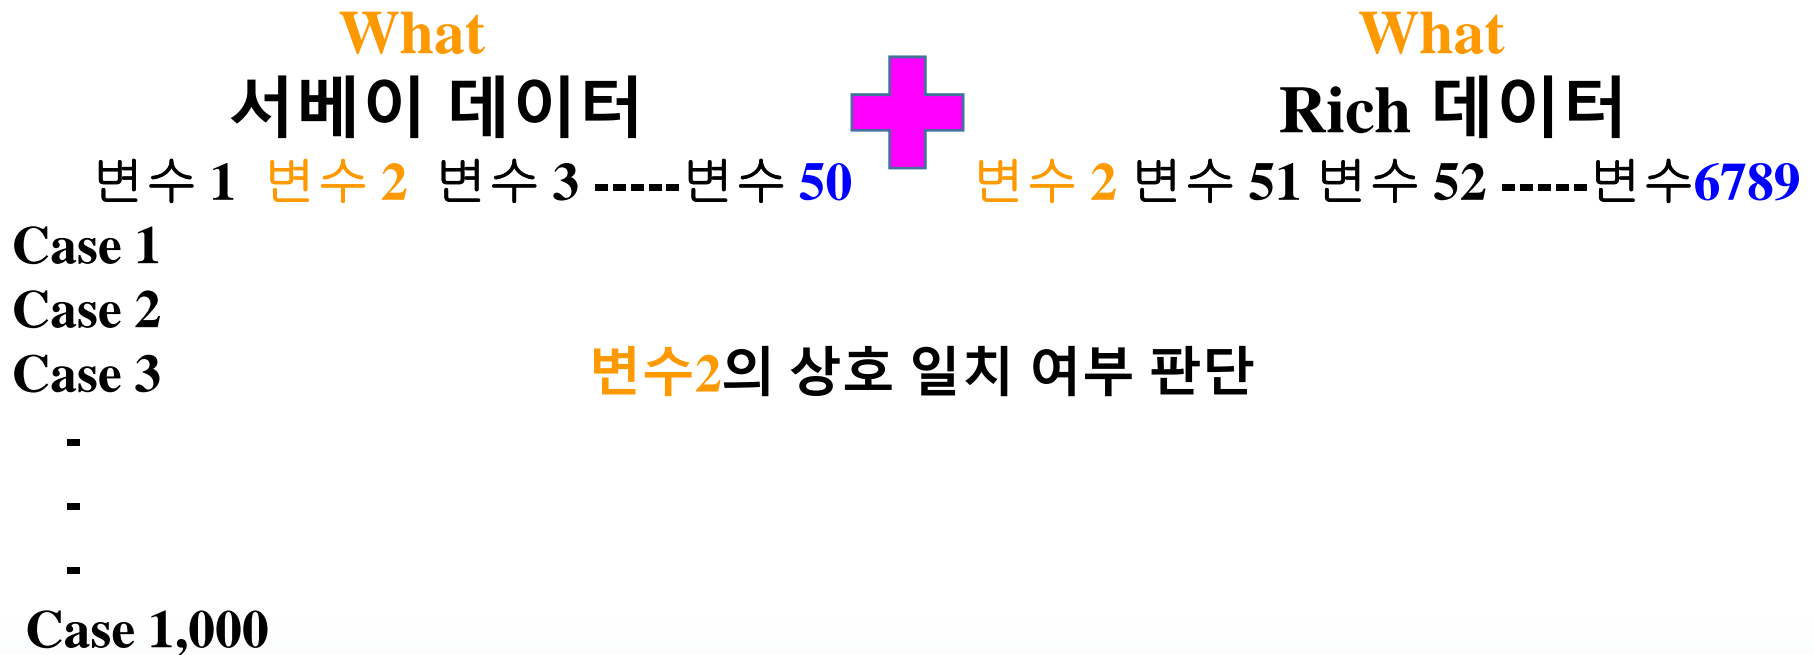 What What
서베이 데이터 Rich 데이터
변수 1 변수 2 변수 3 -----변수 50 변수 2 변수 51 변수 52 -----변수6789
Case 1
Case 2
Case 3 변수2의 상호 일치 여부 판단
-
-
-
Case 1,000